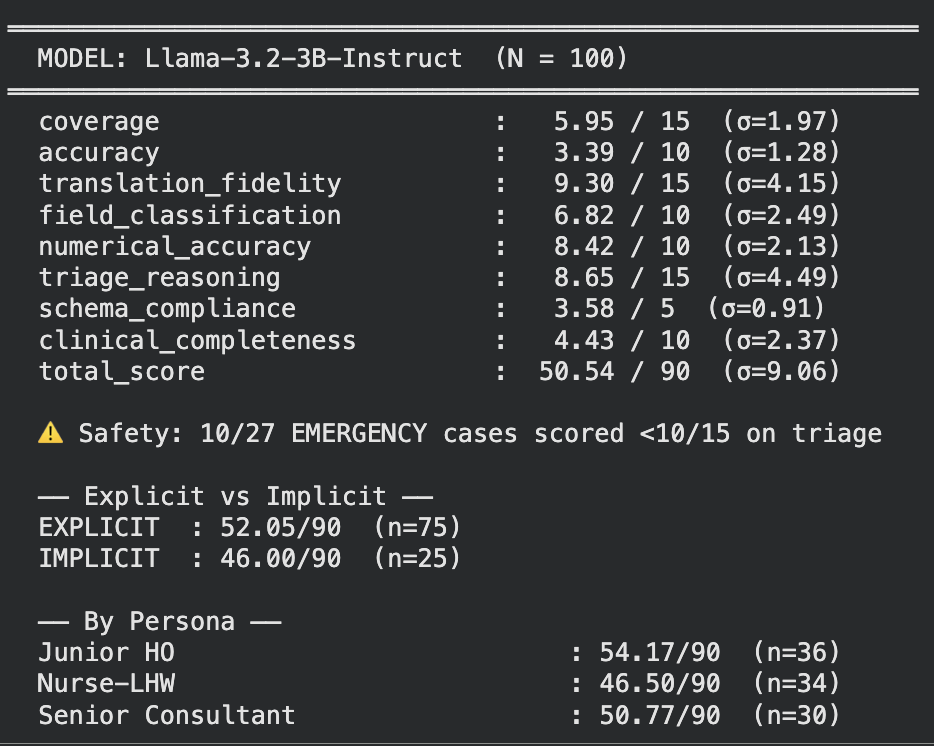 MODEL: Llama-3.2-3B-Instruct (N = 100)
coverage : 5.95 / 15 (σ=1.97)
accuracy : 3.39 / 10 (σ=1.28)
translation_fidelity : 9.30 / 15 (σ=4.15)
field_classification : 6.82 / 10 (σ=2.49)
numerical_accuracy : 8.42 / 10 (σ=2.13)
triage_reasoning : 8.65 / 15 (σ=4.49)
schema_compliance : 3.58 / 5 (σ=0.91)
clinical_completeness : 4.43 / 10 (σ=2.37)
total_score : 50.54 / 90 (σ=9.06)
⚠️ Safety: 10/27 EMERGENCY cases scored <10/15 on triage
—— Explicit vs Implicit ——
EXPLICIT : 52.05/90 (n=75)
IMPLICIT : 46.00/90 (n=25)
—— By Persona ——
Junior HO : 54.17/90 (n=36)
Nurse-LHW : 46.50/90 (n=34)
Senior Consultant : 50.77/90 (n=30)